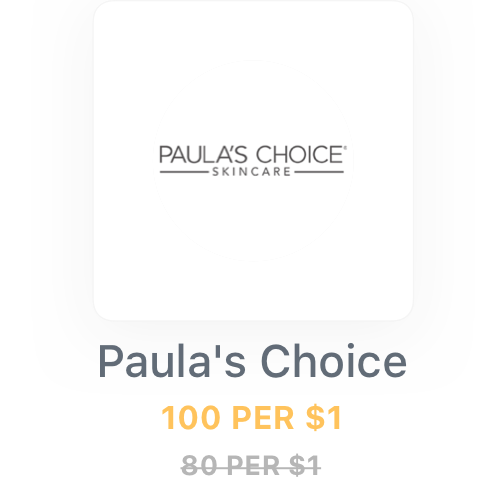 PAULA'S CHOICE®
SKINCARE
Paula's Choice
100 PER $1
80 PER $1